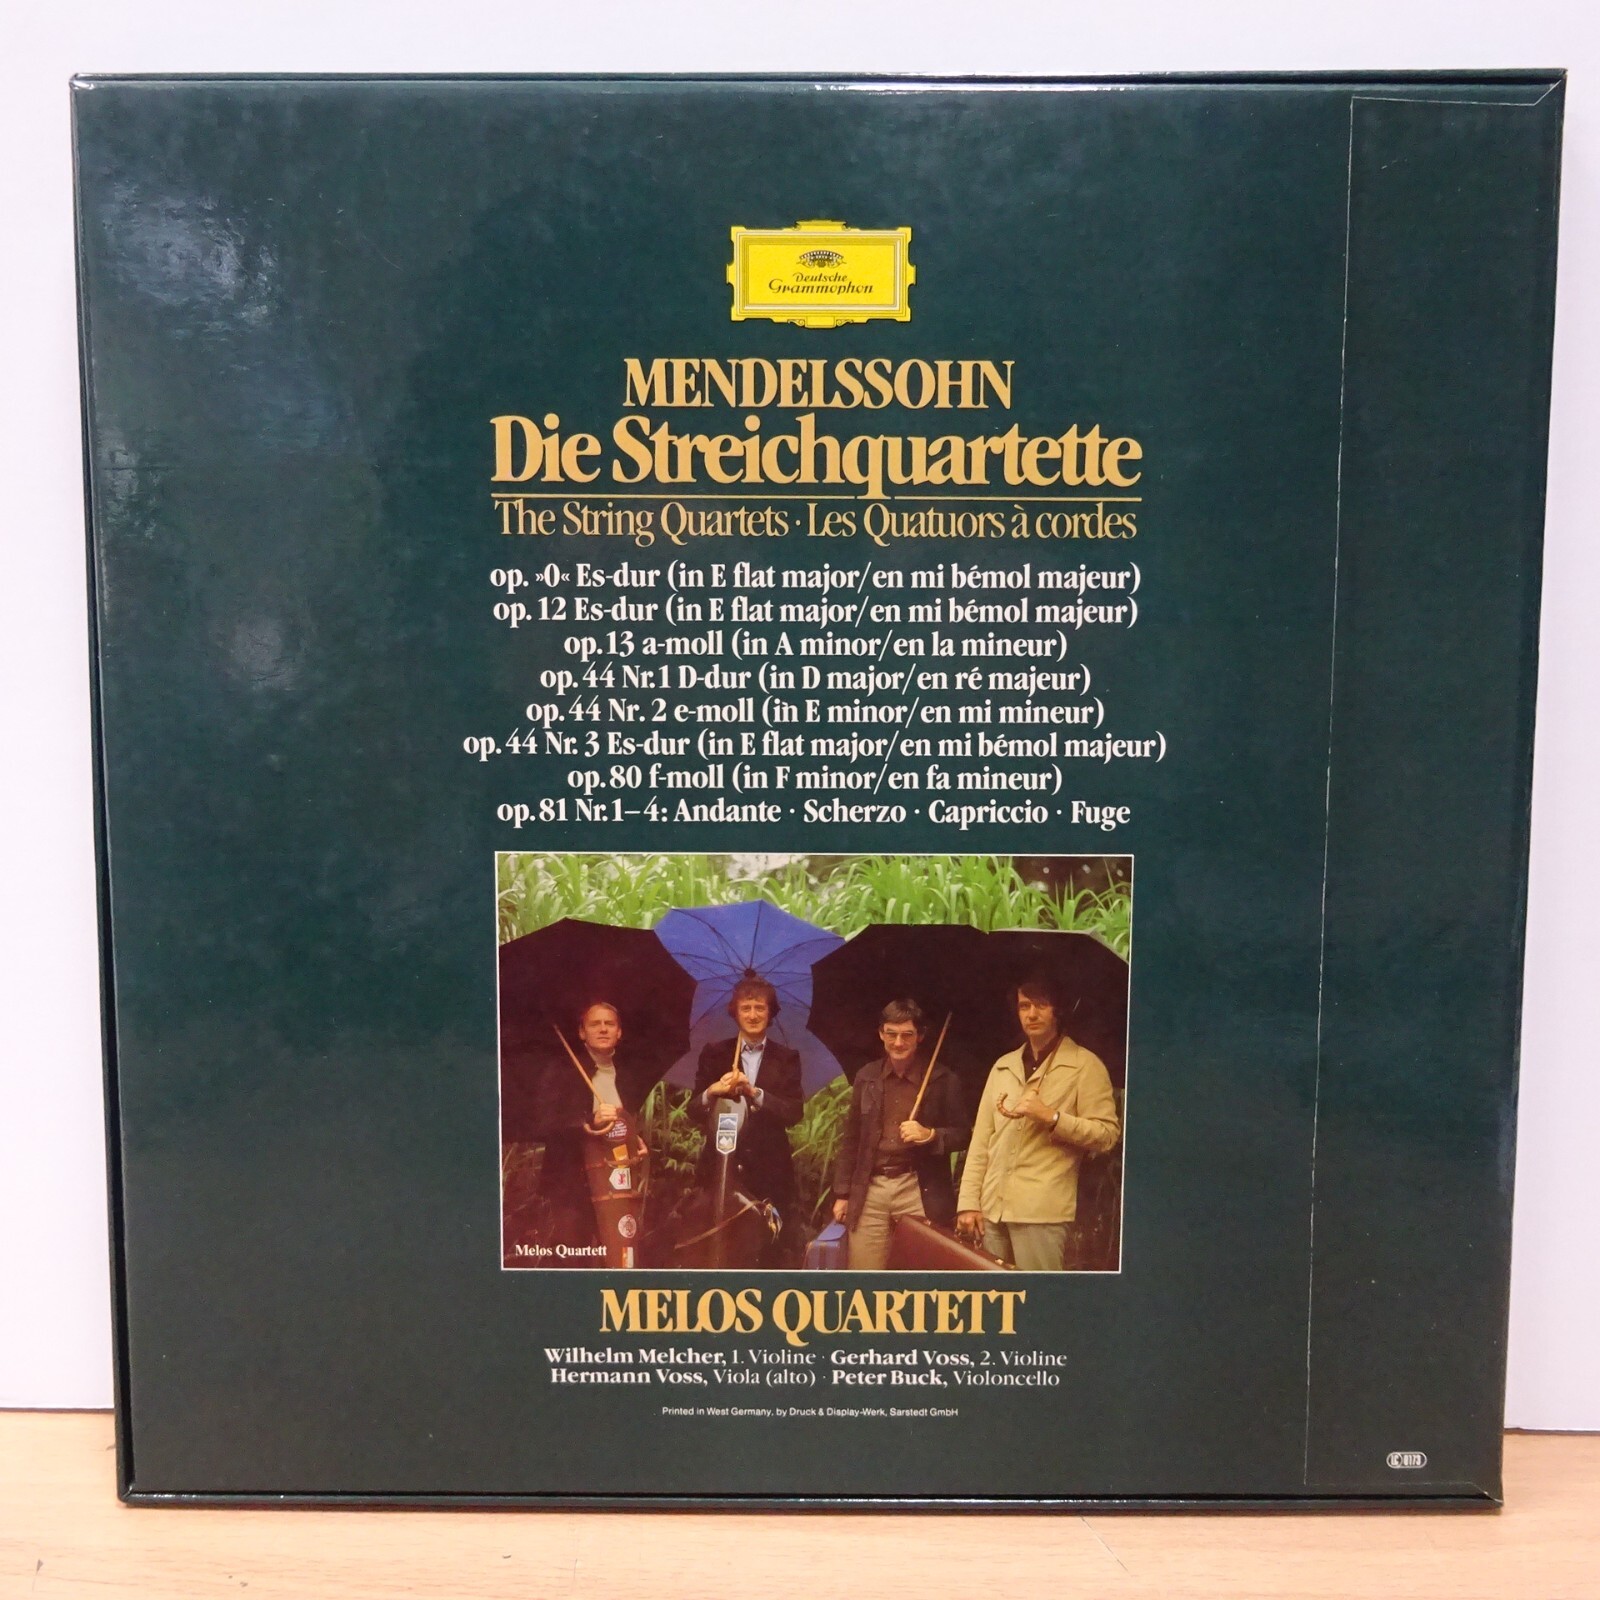 Deutsche
Grammophon
MENDELSSOHN
Die Streichquartette
The String Quartets · Les Quatuors à cordes
op. »0« Es-dur (in E flat major/en mi bémol majeur)
op. 12 Es-dur (in E flat major/en mi bémol majeur)
op. 13 a-moll (in A minor/en la mineur)
op. 44 Nr. 1 D-dur (in D major/en ré majeur)
op. 44 Nr. 2 e-moll (in E minor/en mi mineur)
op. 44 Nr. 3 Es-dur (in E flat major/en mi bémol majeur)
op. 80 f-moll (in F minor/en fa mineur)
op. 81 Nr. 1–4: Andante · Scherzo · Capriccio · Fuge
Melos Quartett
MELOS QUARTETT
Wilhelm Melcher, 1. Violine · Gerhard Voss, 2. Violine
Hermann Voss, Viola (alto) · Peter Buck, Violoncello
Printed in West Germany, by Druck & Display-Werk, Sarstedt GmbH
LC 0173